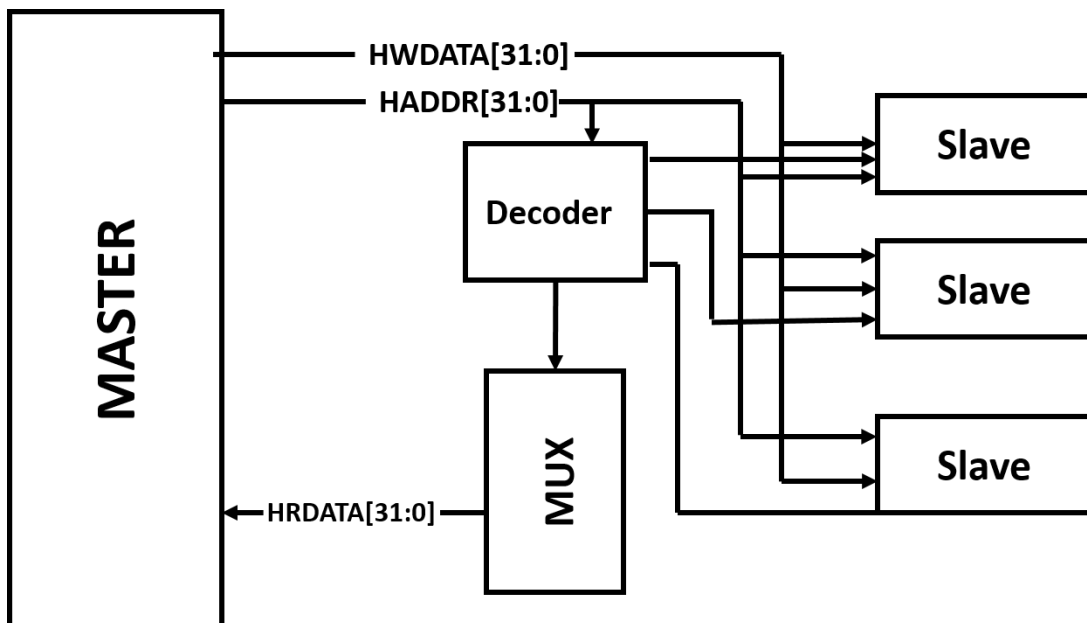 HWDATA[31:0]
HADDR[31:0]
Slave
Decoder
MASTER
Slave
MUX
Slave
HRDATA[31:0]